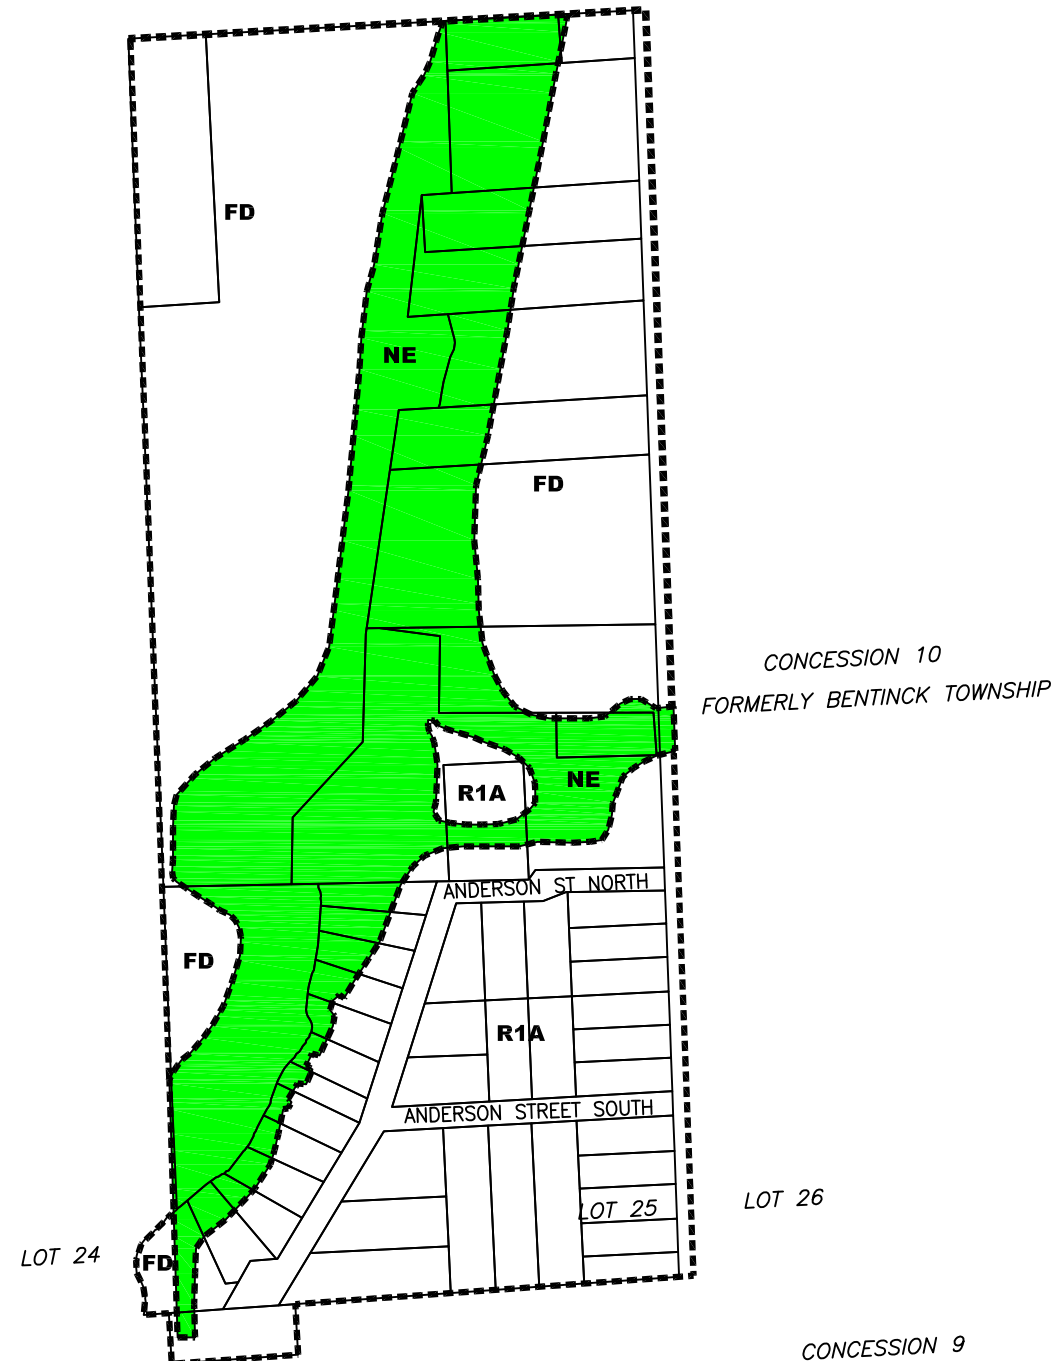 FD
NE
FD
CONCESSION 10
FORMERLY BENTINCK TOWNSHIP
NE
R1A
ANDERSON ST NORTH
FD
R1A
ANDERSON STREET SOUTH
LOT 25
LOT 26
LOT 24
FD
CONCESSION 9